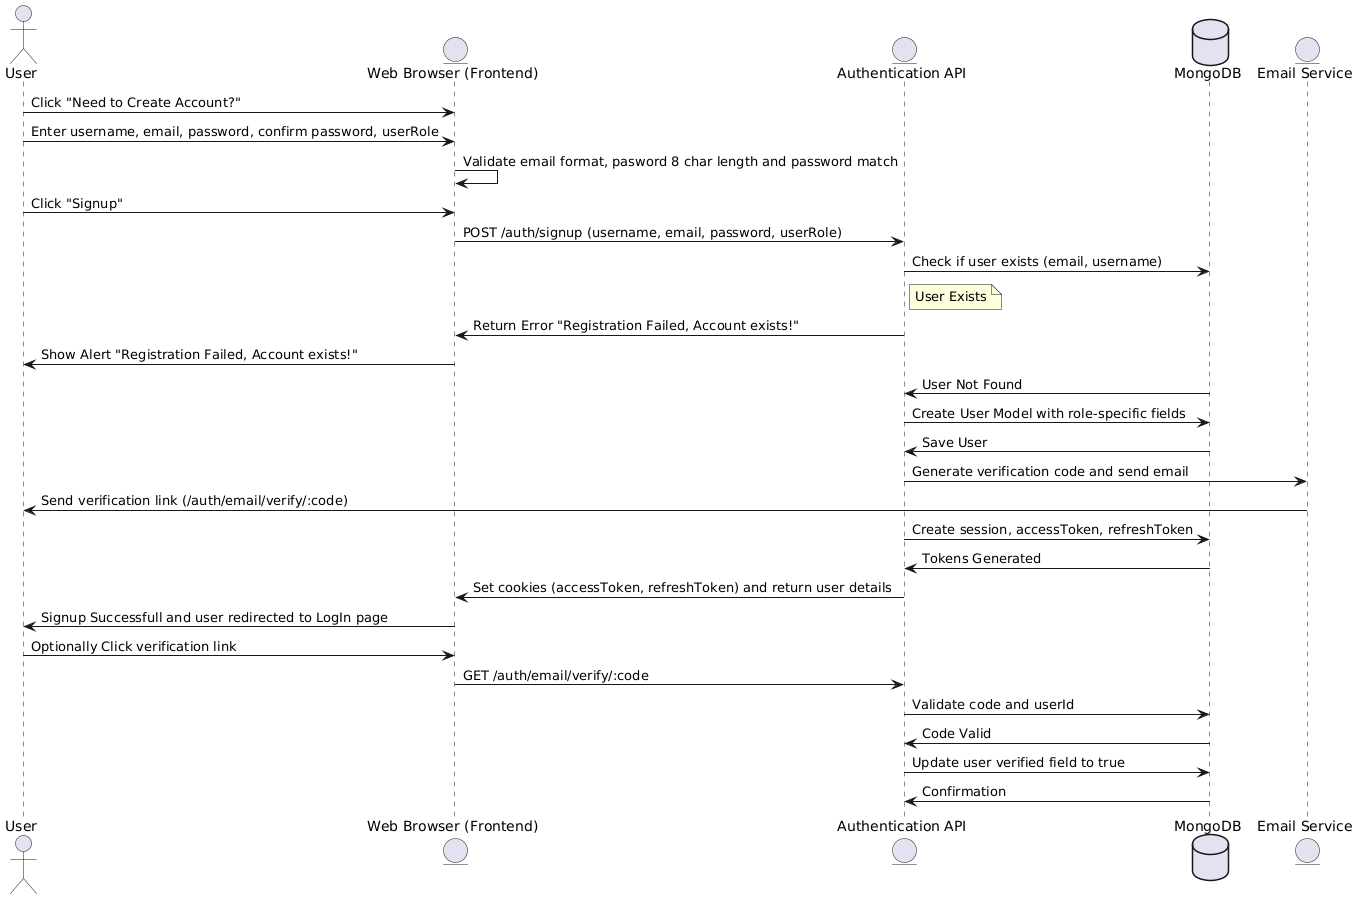 User
Web Browser (Frontend)
Authentication API
MongoDB
Email Service
Click "Need to Create Account?"
Enter username, email, password, confirm password, userRole
Validate email format, pasword 8 char length and password match
Click "Signup"
POST /auth/signup (username, email, password, userRole)
Check if user exists (email, username)
User Exists
Return Error "Registration Failed, Account exists!"
Show Alert "Registration Failed, Account exists!"
User Not Found
Create User Model with role-specific fields
Save User
Generate verification code and send email
Send verification link (/auth/email/verify/:code)
Create session, accessToken, refreshToken
Tokens Generated
Set cookies (accessToken, refreshToken) and return user details
Signup Successfull and user redirected to LogIn page
Optionally Click verification link
GET /auth/email/verify/:code
Validate code and userId
Code Valid
Update user verified field to true
Confirmation
User
Web Browser (Frontend)
Authentication API
MongoDB
Email Service